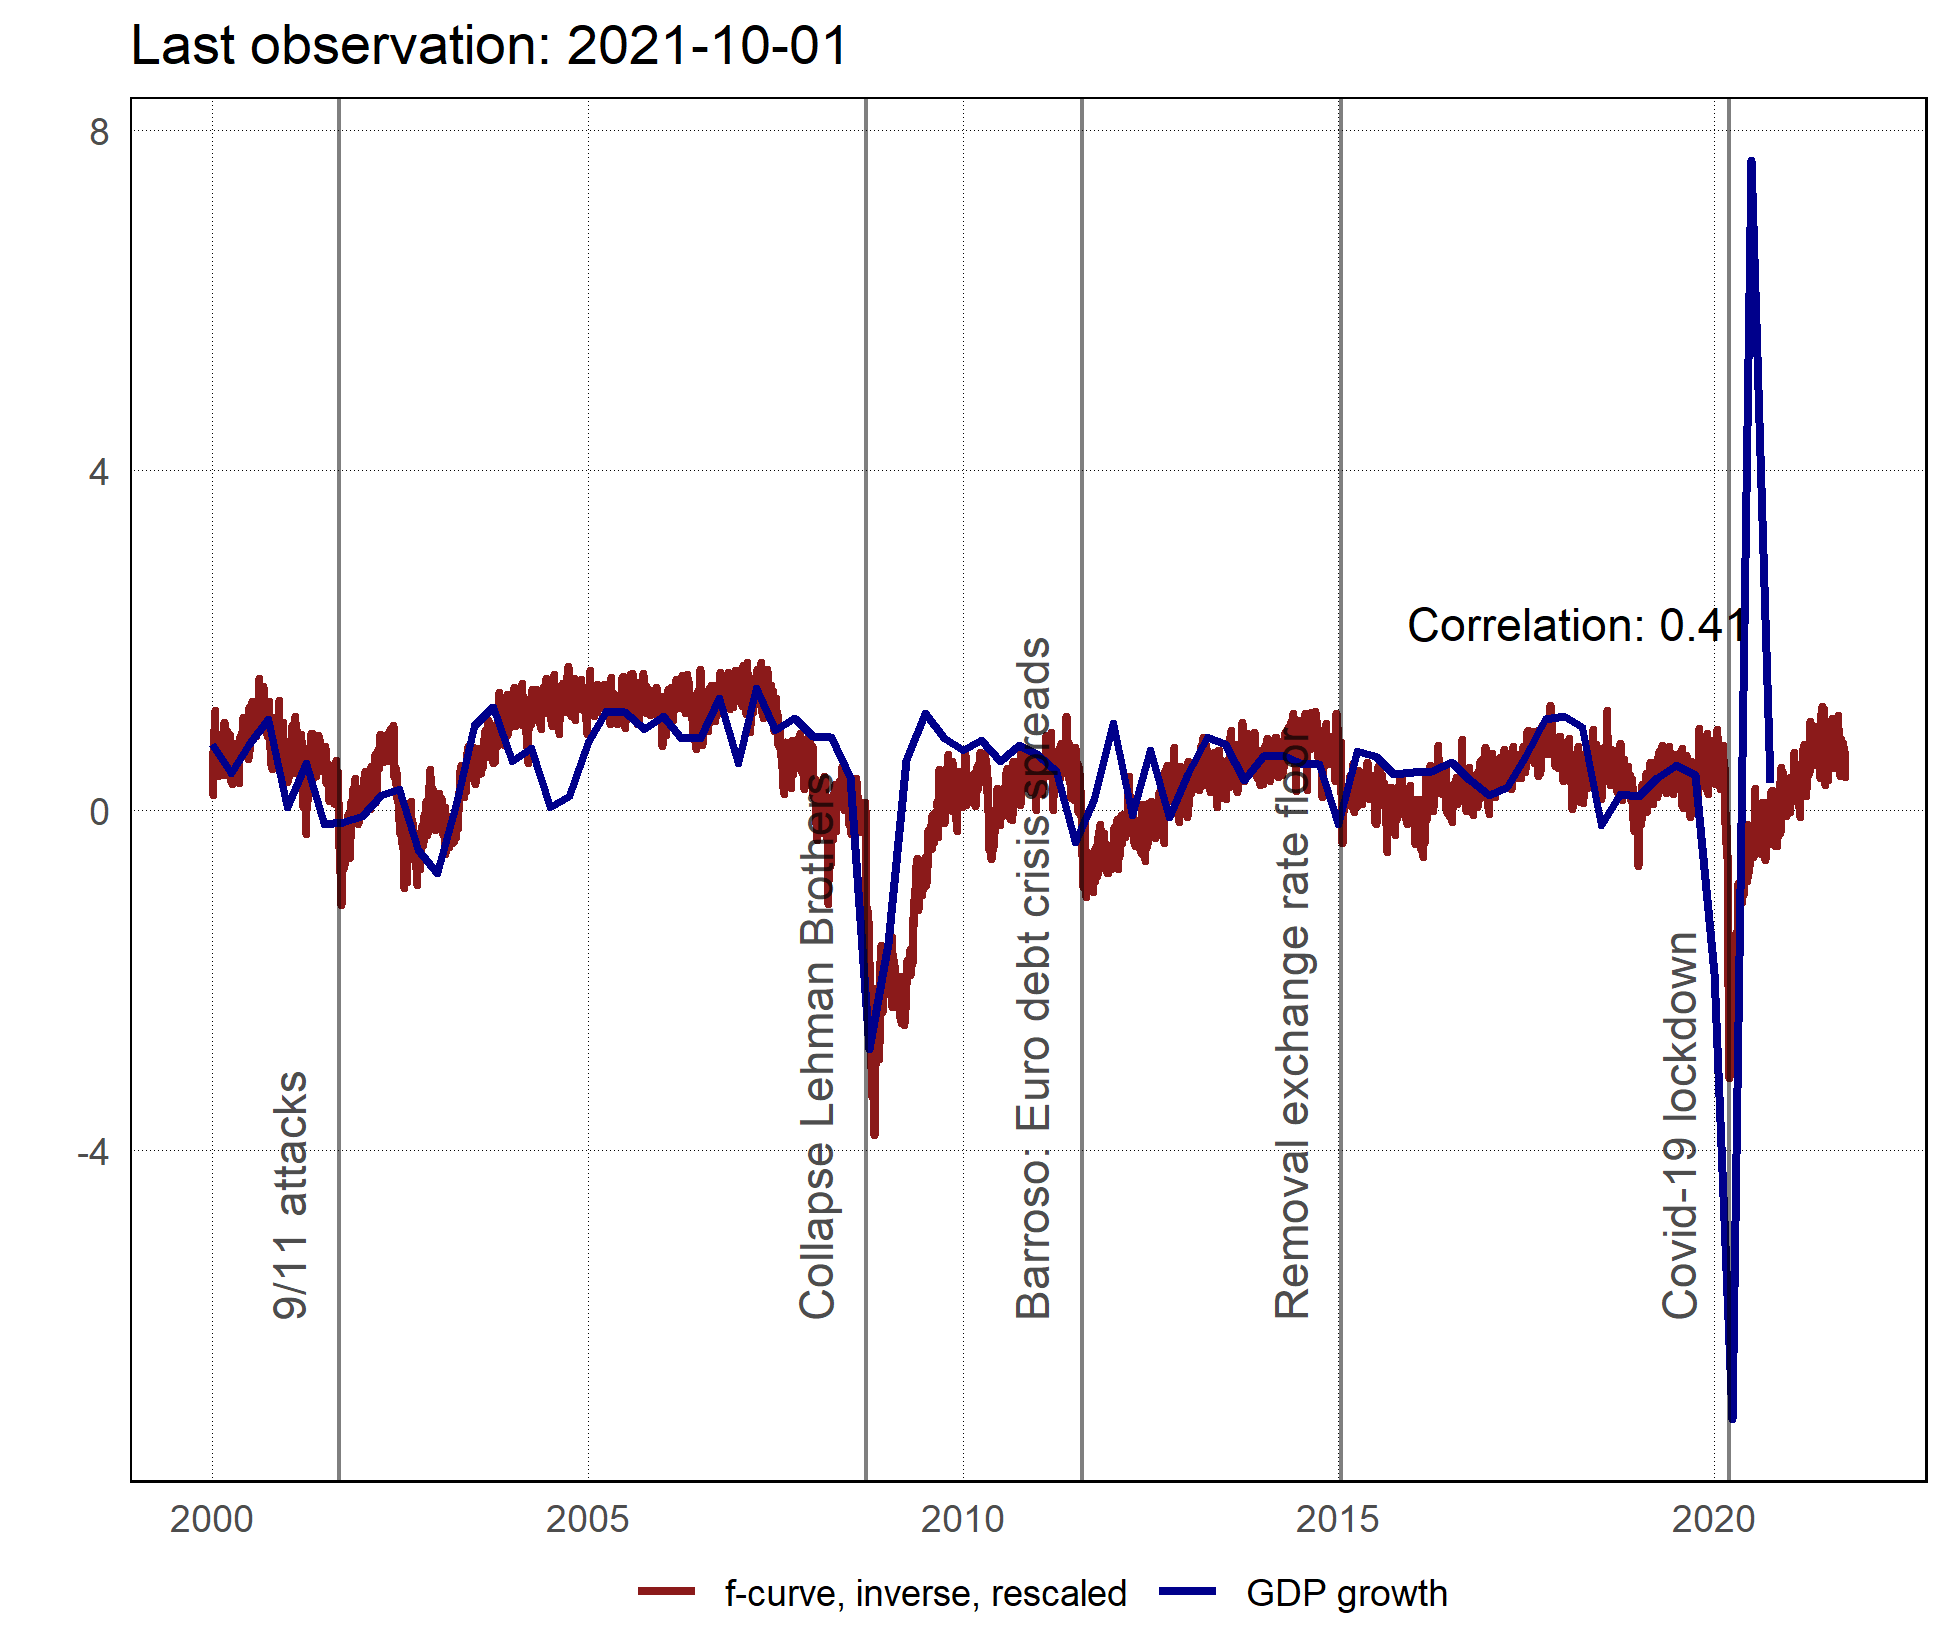 Last observation: 2021-10-01
8
4
0
-4
Correlation: 0.41
9/11 attacks
Collapse Lehman Brothers
Barroso: Euro debt crisis spreads
Removal exchange rate floor
Covid-19 lockdown
2000
2005
2010
2015
2020
f-curve, inverse, rescaled
GDP growth